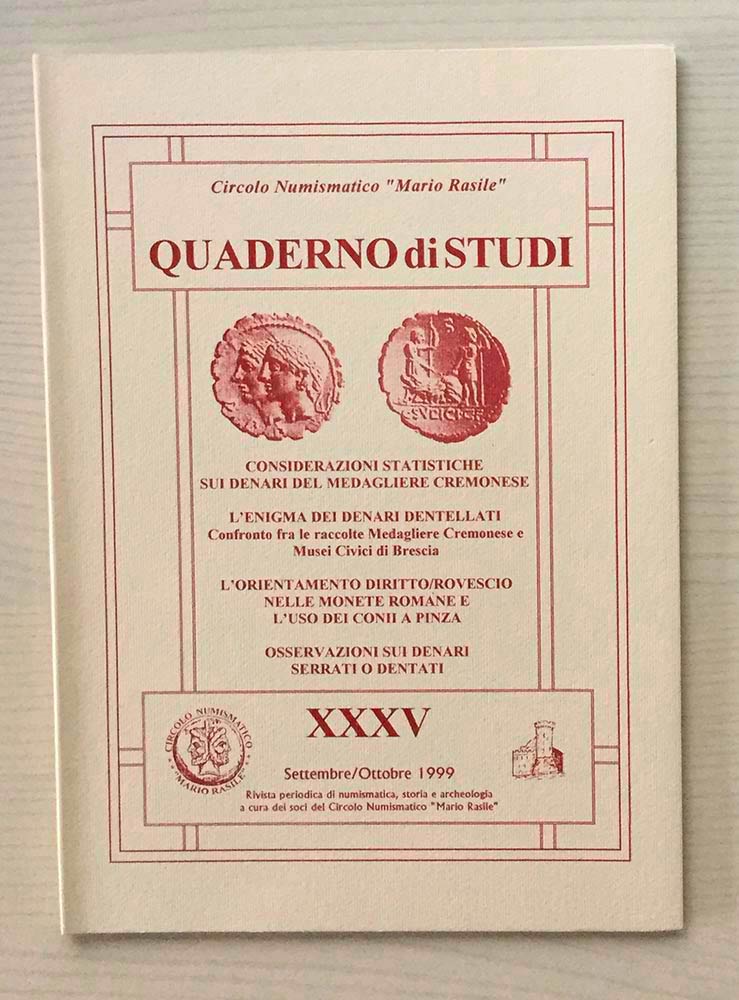 Circolo Numismatico "Mario Rasile"
QUADERNO di STUDI
S
C·SVLPICI·C·F
CONSIDERAZIONI STATISTICHE
SUI DENARI DEL MEDAGLIERE CREMONESE
L'ENIGMA DEI DENARI DENTELLATI
Confronto fra le raccolte Medagliere Cremonese e
Musei Civici di Brescia
L'ORIENTAMENTO DIRITTO/ROVESCIO
NELLE MONETE ROMANE E
L'USO DEI CONII A PINZA
OSSERVAZIONI SUI DENARI
SERRATI O DENTATI
XXXV
CIRCOLO NUMISMATICO
"MARIO RASILE"
Settembre/Ottobre 1999
Rivista periodica di numismatica, storia e archeologia
a cura dei soci del Circolo Numismatico "Mario Rasile"